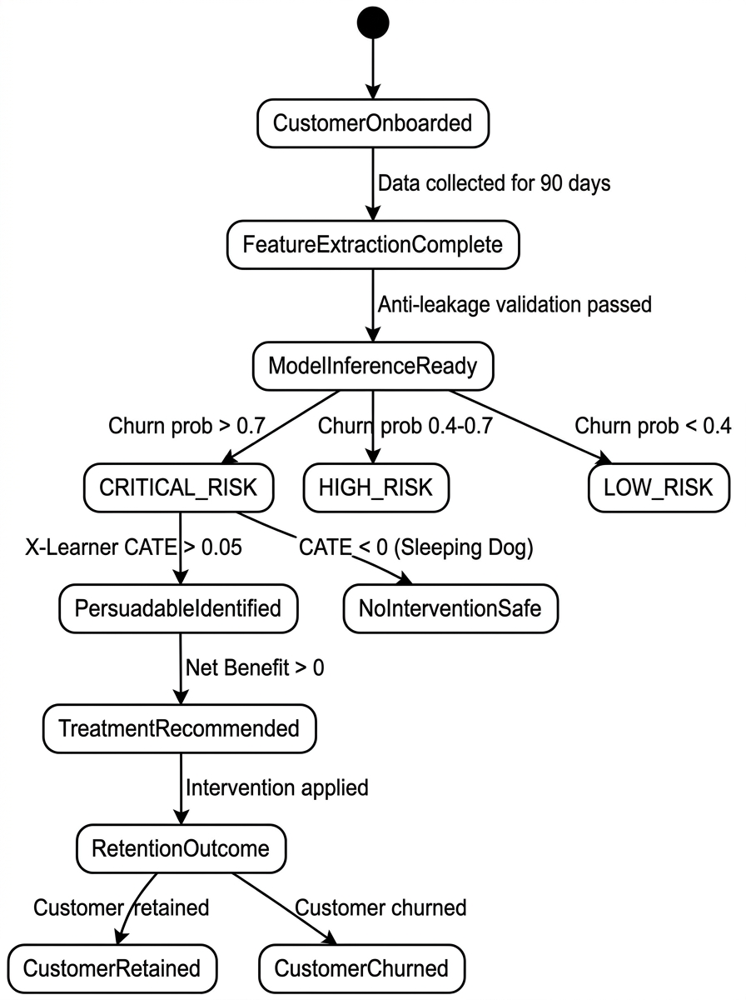 CustomerOnboarded
Data collected for 90 days
FeatureExtractionComplete
Anti-leakage validation passed
ModelInferenceReady
Churn prob > 0.7
Churn prob 0.4-0.7
Churn prob < 0.4
CRITICAL_RISK
HIGH_RISK
LOW_RISK
X-Learner CATE > 0.05
CATE < 0 (Sleeping Dog)
PersuadableIdentified
NoInterventionSafe
Net Benefit > 0
TreatmentRecommended
Intervention applied
RetentionOutcome
Customer retained
Customer churned
CustomerRetained
CustomerChurned